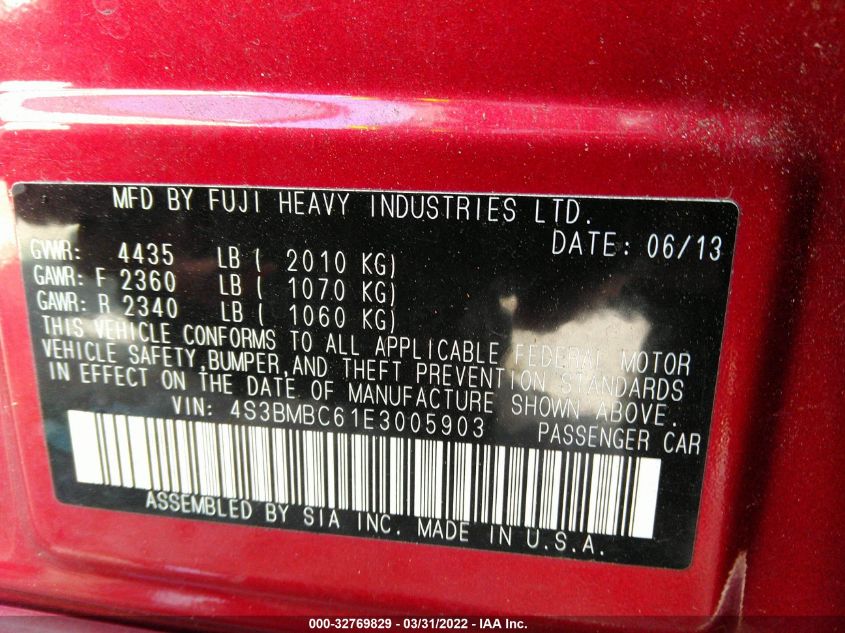 MFD BY FUJI HEAVY INDUSTRIES LTD.
DATE: 06/13
GVWR: 4435 LB ( 2010 KG)
GAWR: F 2360 LB ( 1070 KG)
GAWR: R 2340 LB ( 1060 KG)
THIS VEHICLE CONFORMS TO ALL APPLICABLE FEDERAL MOTOR
VEHICLE SAFETY,BUMPER,AND THEFT PREVENTION STANDARDS
IN EFFECT ON THE DATE OF MANUFACTURE SHOWN ABOVE.
VIN: 4S3BMBC61E3005903 PASSENGER CAR
ASSEMBLED BY SIA INC. MADE IN U.S.A.
000-32769829 - 03/31/2022 - IAA Inc.